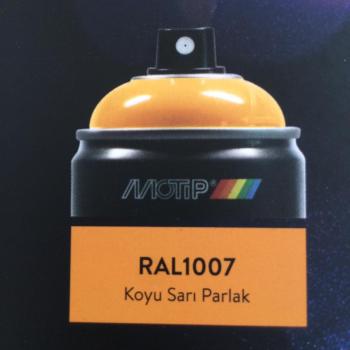 MOTIP®
RAL1007
Koyu Sarı Parlak